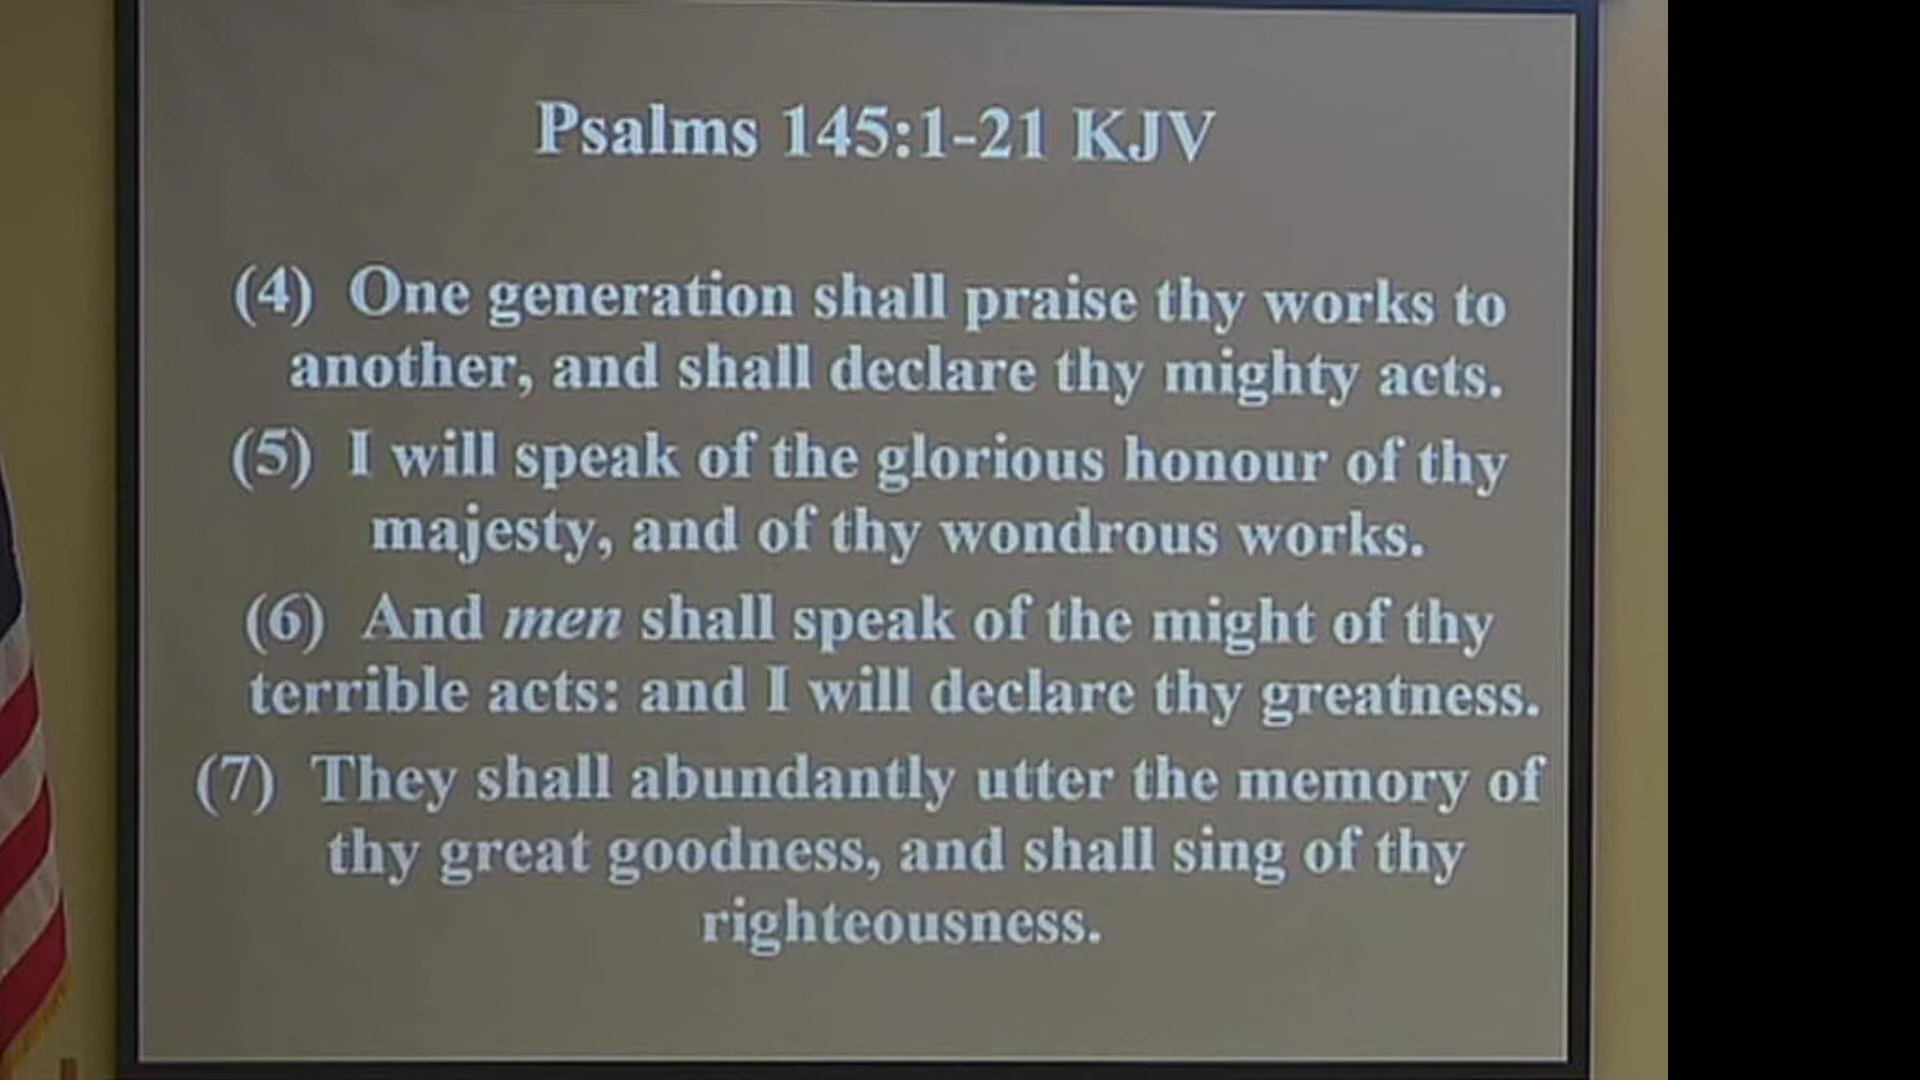 Psalms 145:1-21 KJV
(4) One generation shall praise thy works to
another, and shall declare thy mighty acts.
(5) I will speak of the glorious honour of thy
majesty, and of thy wondrous works.
(6) And men shall speak of the might of thy
terrible acts: and I will declare thy greatness.
(7) They shall abundantly utter the memory of
thy great goodness, and shall sing of thy
righteousness.